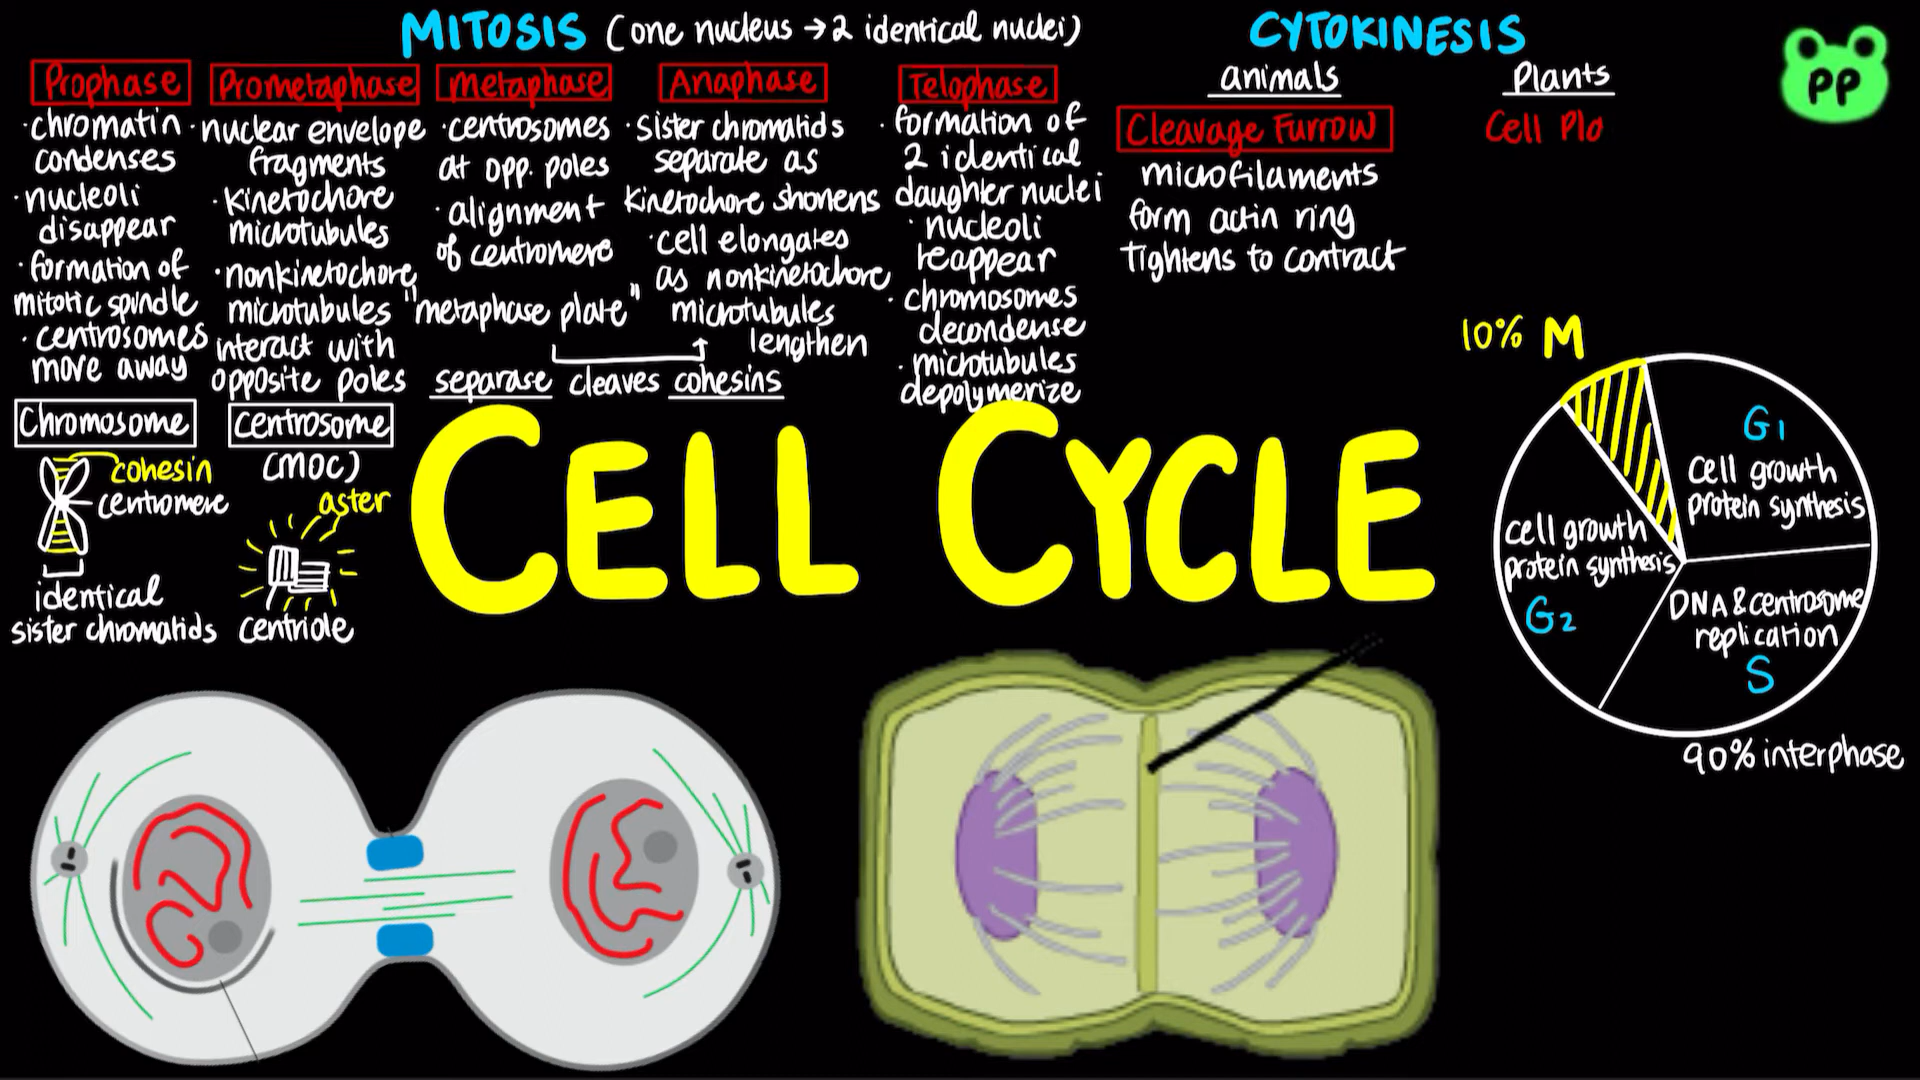 MITOSIS (one nucleus → 2 identical nuclei)
CYTOKINESIS
PP
Prophase
• chromatin
condenses
• nucleoli
disappear
• formation of
mitotic spindle
• centrosomes
move away
Prometaphase
• nuclear envelope
fragments
• kinetochore
microtubules
• nonkinetochore
microtubules
interact with
opposite poles
metaphase
• centrosomes
at opp. poles
• alignment
of centromere
"metaphase plate"
Anaphase
• sister chromatids
separate as
kinetochore shortens
• cell elongates
as nonkinetochore
microtubules
lengthen
separase cleaves cohesins
Telophase
• formation of
2 identical
daughter nuclei
• nucleoli
reappear
• chromosomes
decondense
• microtubules
depolymerize
animals
Cleavage Furrow
microfilaments
form actin ring
tightens to contract
Plants
Cell Pla
Chromosome
cohesin
centromere
identical
sister chromatids
centrosome
(MOC)
aster
centriole
CELL CYCLE
10% M
G1
cell growth
protein synthesis
cell growth
protein synthesis
G2
DNA & centrosome
replication
S
90% interphase